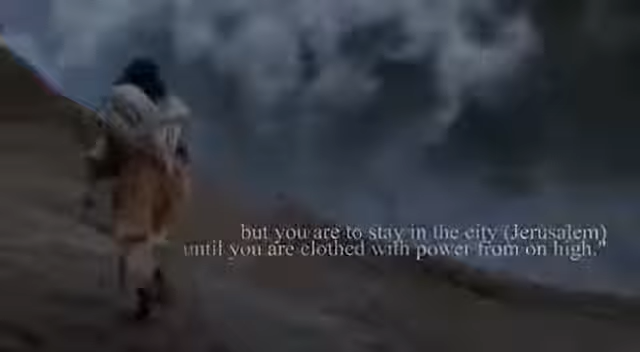 but you are to stay in the city (Jerusalem)
until you are clothed with power from on high."